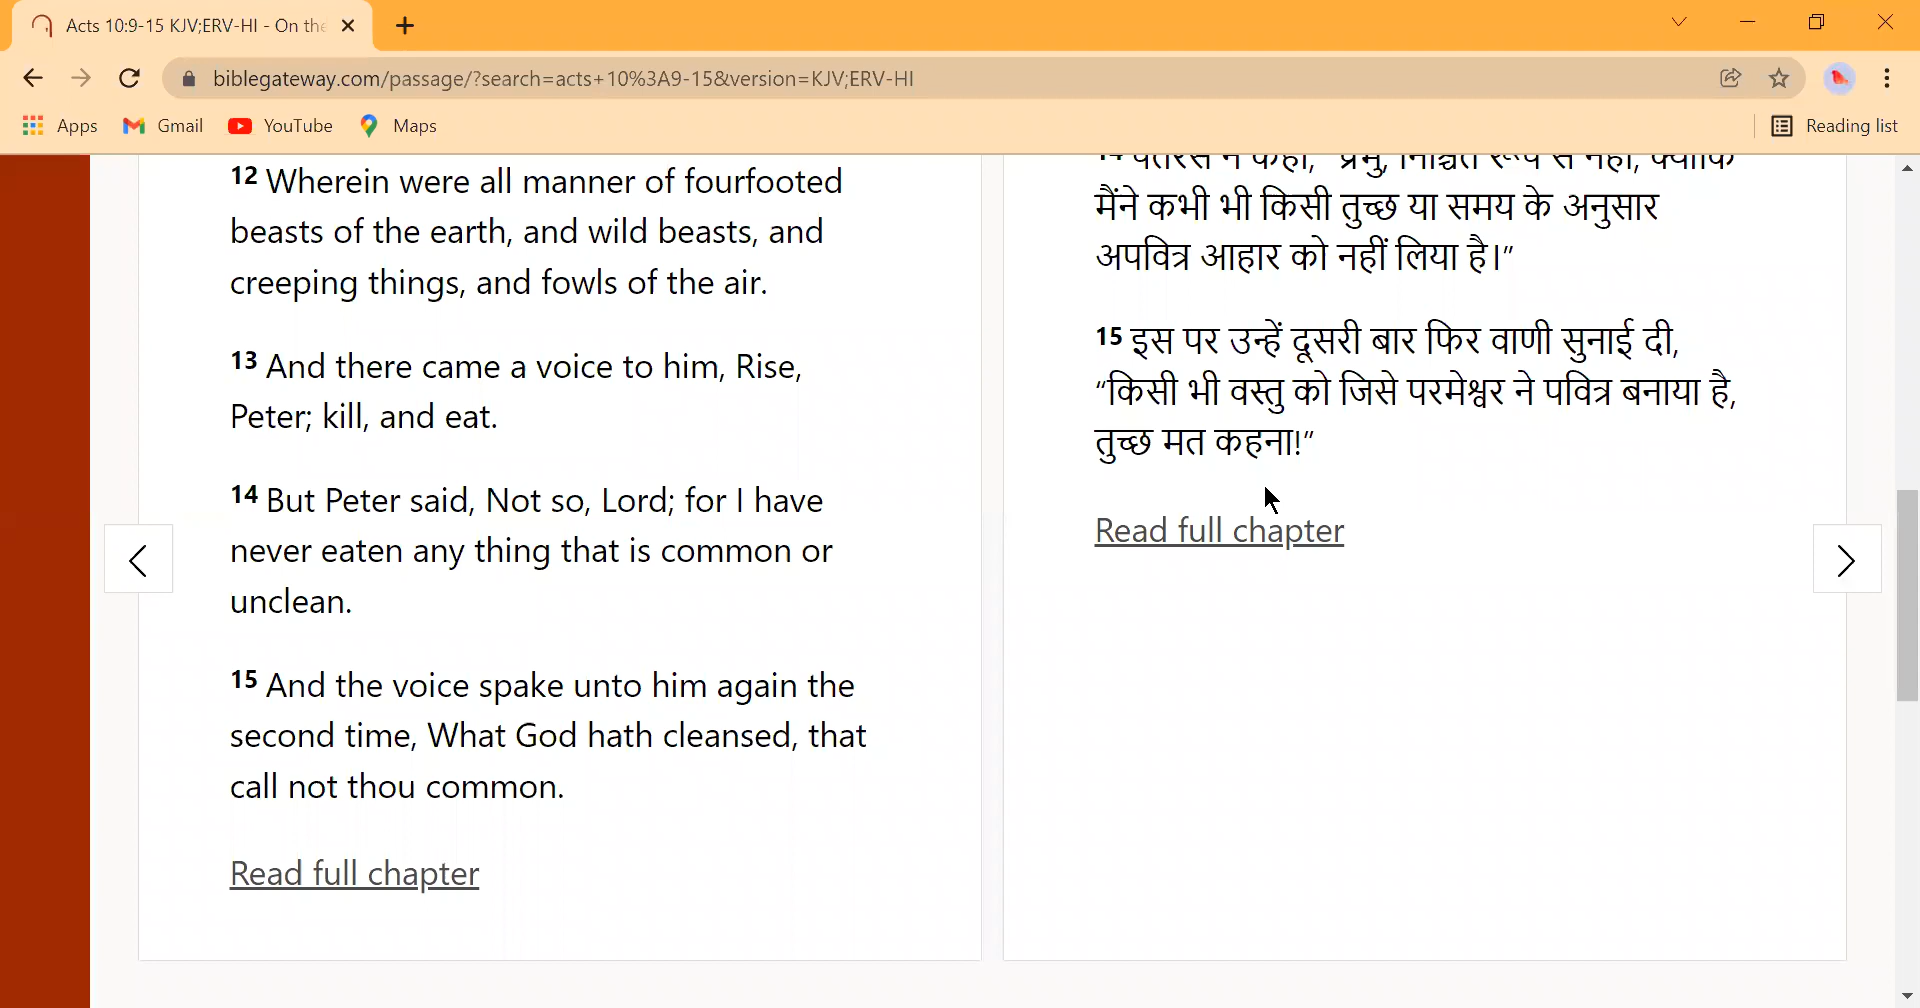 Acts 10:9-15 KJV;ERV-HI - On the
biblegateway.com/passage/?search=acts+10%3A9-15&version=KJV;ERV-HI
Apps Gmail YouTube Maps Reading list
12 Wherein were all manner of fourfooted
beasts of the earth, and wild beasts, and
creeping things, and fowls of the air.
13 And there came a voice to him, Rise,
Peter; kill, and eat.
14 But Peter said, Not so, Lord; for I have
never eaten any thing that is common or
unclean.
15 And the voice spake unto him again the
second time, What God hath cleansed, that
call not thou common.
Read full chapter
14 पतरस ने कहा, “प्रभु, निश्चित रूप से नहीं, क्योंकि
मैंने कभी भी किसी तुच्छ या समय के अनुसार
अपवित्र आहार को नहीं लिया है।”
15 इस पर उन्हें दूसरी बार फिर वाणी सुनाई दी,
“किसी भी वस्तु को जिसे परमेश्वर ने पवित्र बनाया है,
तुच्छ मत कहना!”
Read full chapter